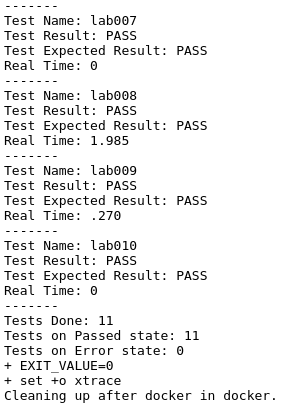 -------
Test Name: lab007
Test Result: PASS
Test Expected Result: PASS
Real Time: 0
-------
Test Name: lab008
Test Result: PASS
Test Expected Result: PASS
Real Time: 1.985
-------
Test Name: lab009
Test Result: PASS
Test Expected Result: PASS
Real Time: .270
-------
Test Name: lab010
Test Result: PASS
Test Expected Result: PASS
Real Time: 0
-------
Tests Done: 11
Tests on Passed state: 11
Tests on Error state: 0
+ EXIT_VALUE=0
+ set +o xtrace
Cleaning up after docker in docker.